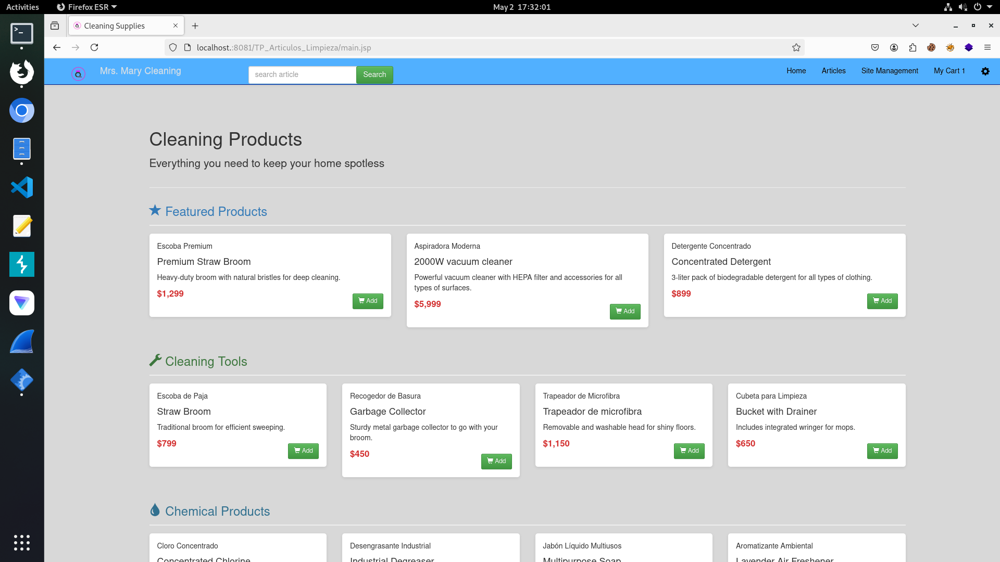 Activities
Firefox ESR
May 2 17:32:01
Cleaning Supplies
localhost.:8081/TP_Articulos_Limpieza/main.jsp
Mrs. Mary Cleaning
search article
Search
Home
Articles
Site Management
My Cart 1
Cleaning Products
Everything you need to keep your home spotless
Featured Products
Escoba Premium
Premium Straw Broom
Heavy-duty broom with natural bristles for deep cleaning.
$1,299
Add
Aspiradora Moderna
2000W vacuum cleaner
Powerful vacuum cleaner with HEPA filter and accessories for all
types of surfaces.
$5,999
Add
Detergente Concentrado
Concentrated Detergent
3-liter pack of biodegradable detergent for all types of clothing.
$899
Add
Cleaning Tools
Escoba de Paja
Straw Broom
Traditional broom for efficient sweeping.
$799
Add
Recogedor de Basura
Garbage Collector
Sturdy metal garbage collector to go with your
broom.
$450
Add
Trapeador de Microfibra
Trapeador de microfibra
Removable and washable head for shiny floors.
$1,150
Add
Cubeta para Limpieza
Bucket with Drainer
Includes integrated wringer for mops.
$650
Add
Chemical Products
Cloro Concentrado
Concentrated Chlorine
Desengrasante Industrial
Industrial Degreaser
Jabón Líquido Multiusos
Multipurpose Soap
Aromatizante Ambiental
Lavender Air Freshener